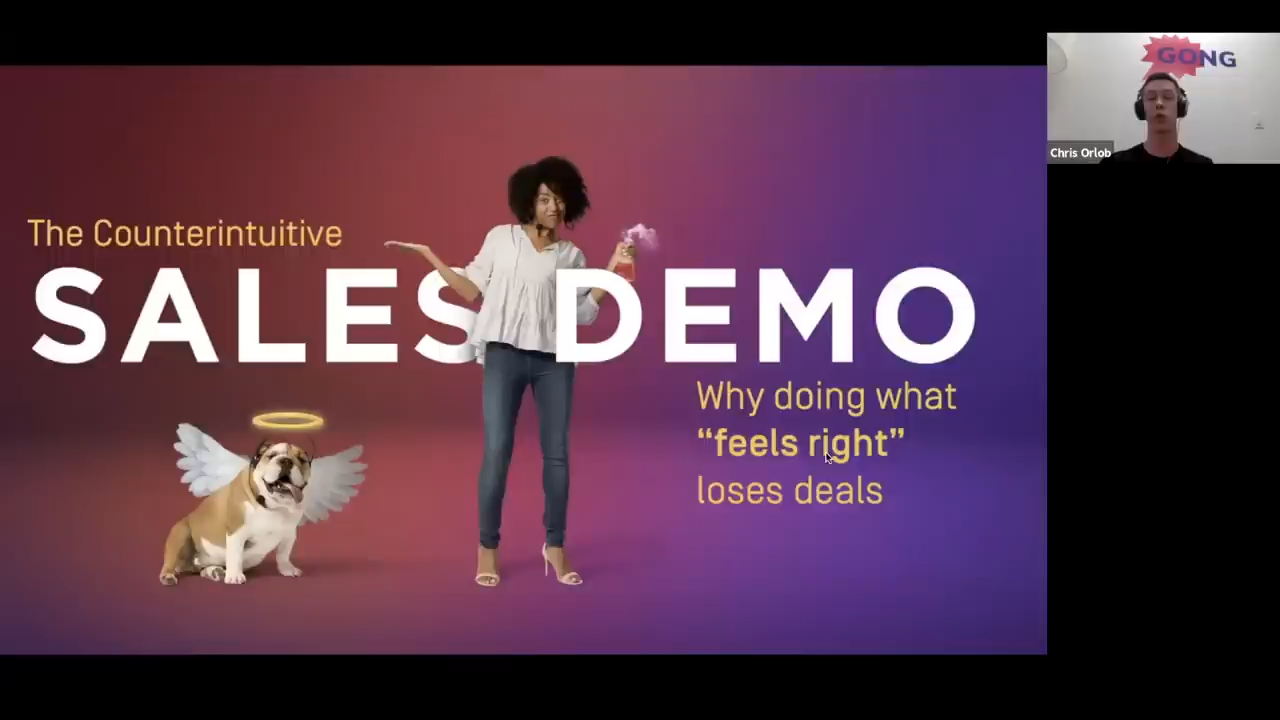 The Counterintuitive
SALES DEMO
Why doing what
“feels right”
loses deals
GONG
Chris Orlob